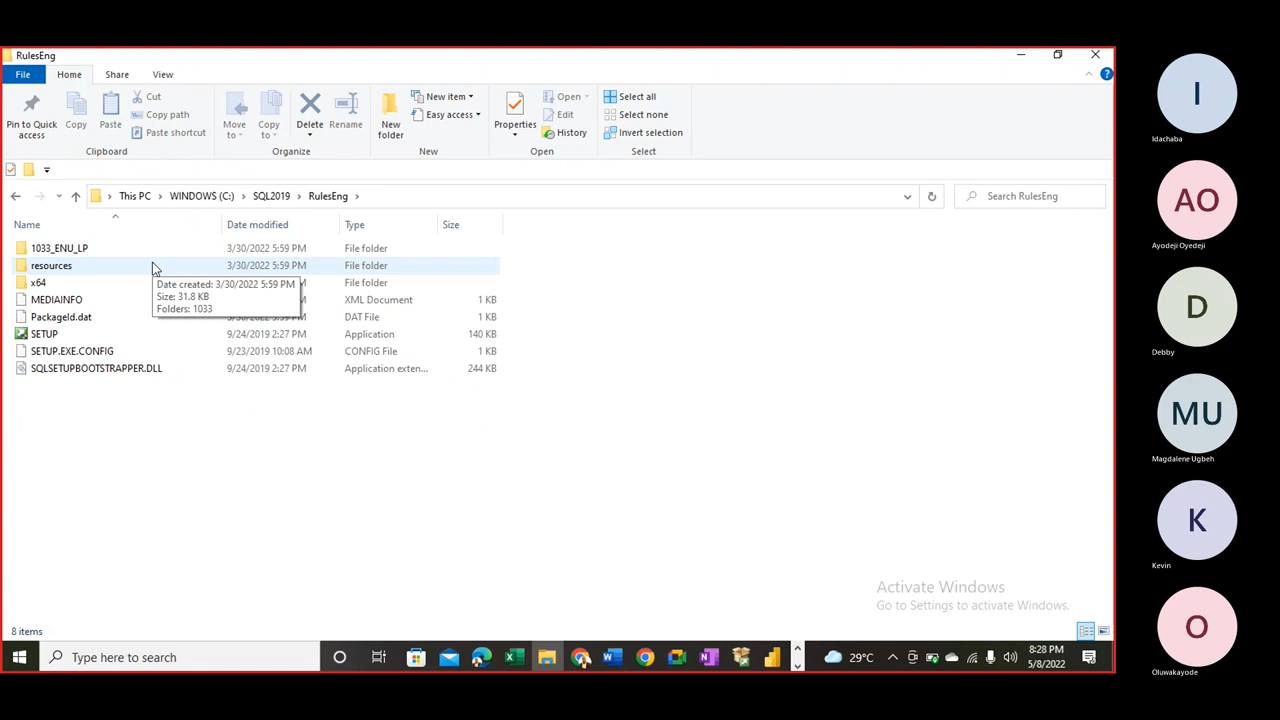 RulesEng
File Home Share View
Pin to Quick access
Copy
Paste
Cut
Copy path
Paste shortcut
Clipboard
Move to
Copy to
Delete
Rename
Organize
New folder
New item
Easy access
New
Properties
Open
Edit
History
Open
Select all
Select none
Invert selection
Select
This PC WINDOWS (C:) SQL2019 RulesEng
Search RulesEng
Name Date modified Type Size
1033_ENU_LP 3/30/2022 5:59 PM File folder
resources 3/30/2022 5:59 PM File folder
x64 File folder
Date created: 3/30/2022 5:59 PM
Size: 31.8 KB
Folders: 1033
MEDIAINFO XML Document 1 KB
PackageId.dat 3/30/2022 5:59 PM DAT File 1 KB
SETUP 9/24/2019 2:27 PM Application 140 KB
SETUP.EXE.CONFIG 9/23/2019 10:08 AM CONFIG File 1 KB
SQLSETUPBOOTSTRAPPER.DLL 9/24/2019 2:27 PM Application exten... 244 KB
Activate Windows
Go to Settings to activate Windows.
8 items
Type here to search
29°C
8:28 PM
5/8/2022
I
Idachaba
AO
Ayodeji Oyedeji
D
Debby
MU
Magdalene Ugbeh
K
Kevin
O
Oluwakayode